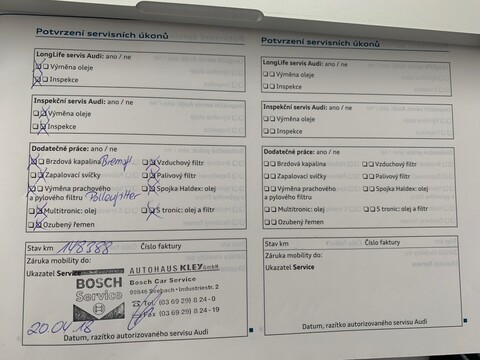 Potvrzení servisních úkonů
LongLife servis Audi: ano / ne
Výměna oleje
Inspekce
Inspekční servis Audi: ano / ne
Výměna oleje
Inspekce
Dodatečné práce: ano / ne
Brzdová kapalina Bremsfl.
Vzduchový filtr
Zapalovací svíčky
Palivový filtr
Výměna prachového
a pylového filtru Pollenfilter
Spojka Haldex: olej
Multitronic: olej
S tronic: olej a filtr
Ozubený řemen
Stav km 148388
Číslo faktury
Záruka mobility do:
Ukazatel Service
BOSCH
Service
AUTOHAUS KLEY GmbH
Bosch Car Service
99846 Seebach · Industriestr. 2
Tel. (03 69 29) 8 24-0
Fax (03 69 29) 8 24-19
20.04.18
Datum, razítko autorizovaného servisu Audi
Potvrzení servisních úkonů
LongLife servis Audi: ano / ne
Výměna oleje
Inspekce
Inspekční servis Audi: ano / ne
Výměna oleje
Inspekce
Dodatečné práce: ano / ne
Brzdová kapalina
Vzduchový filtr
Zapalovací svíčky
Palivový filtr
Výměna prachového
a pylového filtru
Spojka Haldex: olej
Multitronic: olej
S tronic: olej a filtr
Ozubený řemen
Stav km
Číslo faktury
Záruka mobility do:
Ukazatel Service
Datum, razítko autorizovaného servisu Audi